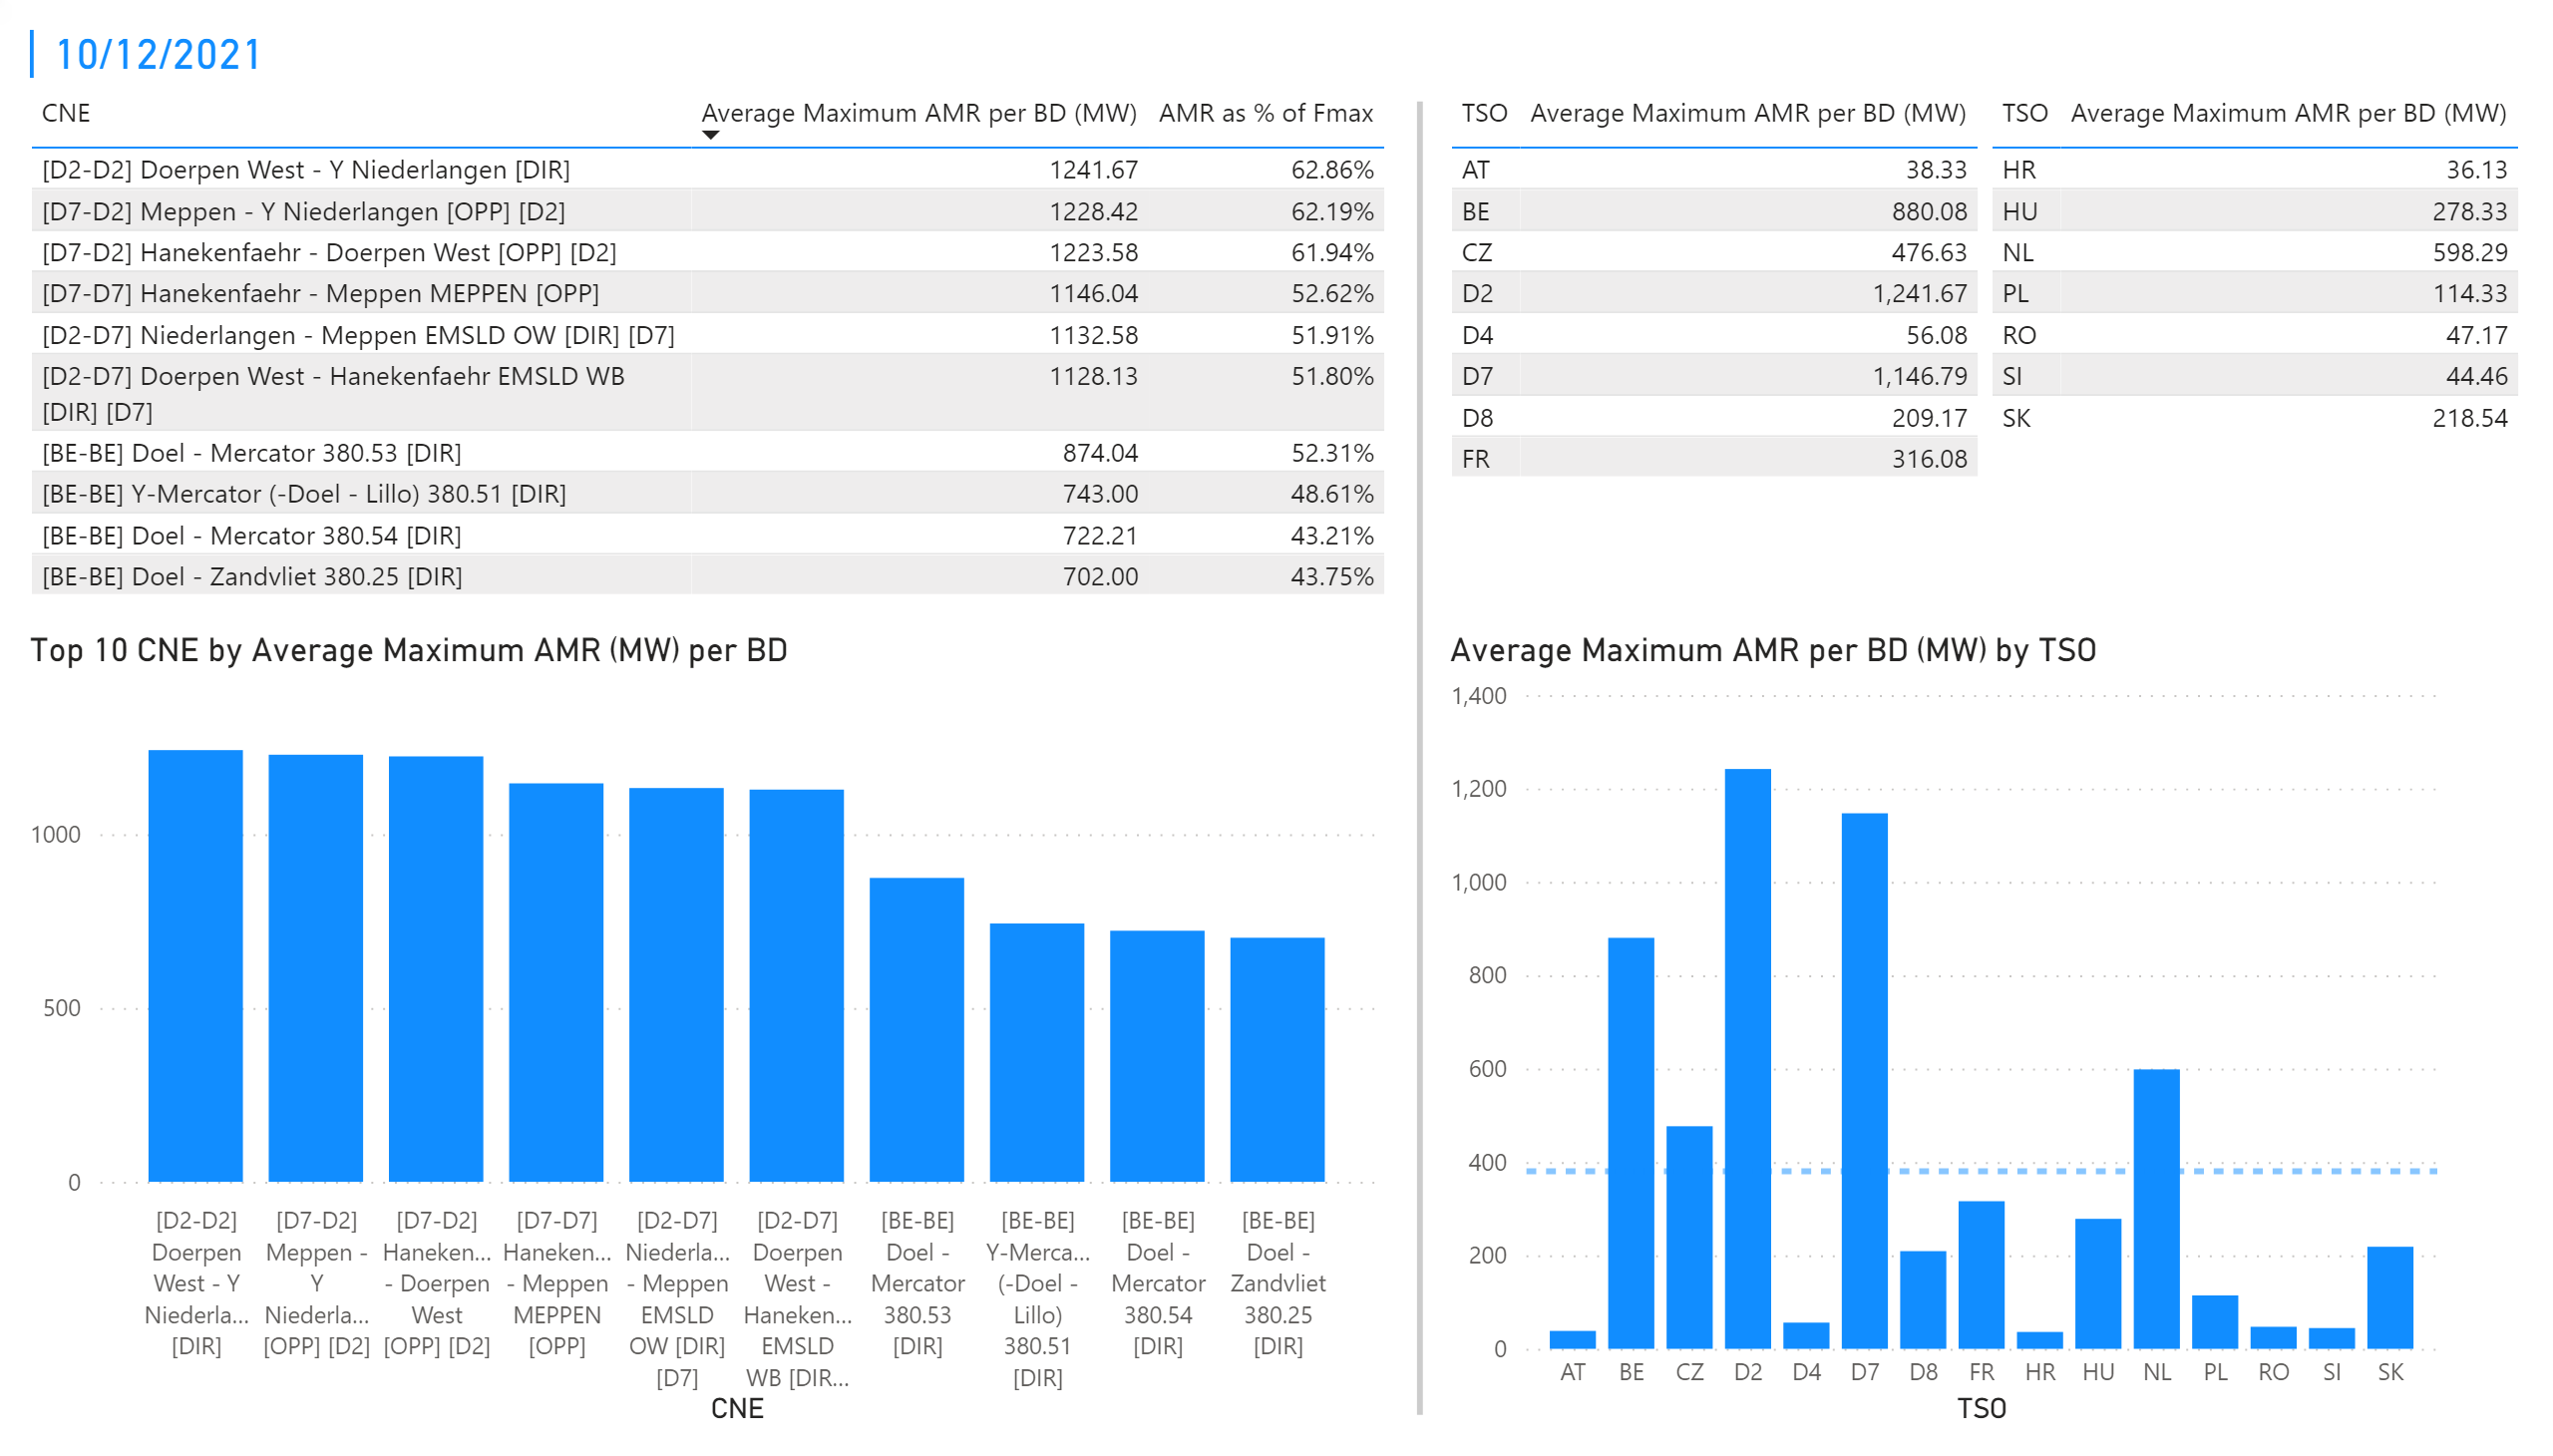 10/12/2021
CNE Average Maximum AMR per BD (MW) AMR as % of Fmax
[D2-D2] Doerpen West - Y Niederlangen [DIR] 1241.67 62.86%
[D7-D2] Meppen - Y Niederlangen [OPP] [D2] 1228.42 62.19%
[D7-D2] Hanekenfaehr - Doerpen West [OPP] [D2] 1223.58 61.94%
[D7-D7] Hanekenfaehr - Meppen MEPPEN [OPP] 1146.04 52.62%
[D2-D7] Niederlangen - Meppen EMSLD OW [DIR] [D7] 1132.58 51.91%
[D2-D7] Doerpen West - Hanekenfaehr EMSLD WB 1128.13 51.80%
[DIR] [D7]
[BE-BE] Doel - Mercator 380.53 [DIR] 874.04 52.31%
[BE-BE] Y-Mercator (-Doel - Lillo) 380.51 [DIR] 743.00 48.61%
[BE-BE] Doel - Mercator 380.54 [DIR] 722.21 43.21%
[BE-BE] Doel - Zandvliet 380.25 [DIR] 702.00 43.75%
TSO Average Maximum AMR per BD (MW)
AT 38.33
BE 880.08
CZ 476.63
D2 1,241.67
D4 56.08
D7 1,146.79
D8 209.17
FR 316.08
TSO Average Maximum AMR per BD (MW)
HR 36.13
HU 278.33
NL 598.29
PL 114.33
RO 47.17
SI 44.46
SK 218.54
Top 10 CNE by Average Maximum AMR (MW) per BD
1000
500
0
[D2-D2]
Doerpen
West - Y
Niederla...
[DIR]
[D7-D2]
Meppen -
Y
Niederla...
[OPP] [D2]
[D7-D2]
Haneken...
- Doerpen
West
[OPP] [D2]
[D7-D7]
Haneken...
- Meppen
MEPPEN
[OPP]
[D2-D7]
Niederla...
- Meppen
EMSLD
OW [DIR]
[D7]
[D2-D7]
Doerpen
West -
Haneken...
EMSLD
WB [DIR...
[BE-BE]
Doel -
Mercator
380.53
[DIR]
[BE-BE]
Y-Merca...
(-Doel -
Lillo)
380.51
[DIR]
[BE-BE]
Doel -
Mercator
380.54
[DIR]
[BE-BE]
Doel -
Zandvliet
380.25
[DIR]
CNE
Average Maximum AMR per BD (MW) by TSO
1,400
1,200
1,000
800
600
400
200
0
AT BE CZ D2 D4 D7 D8 FR HR HU NL PL RO SI SK
TSO